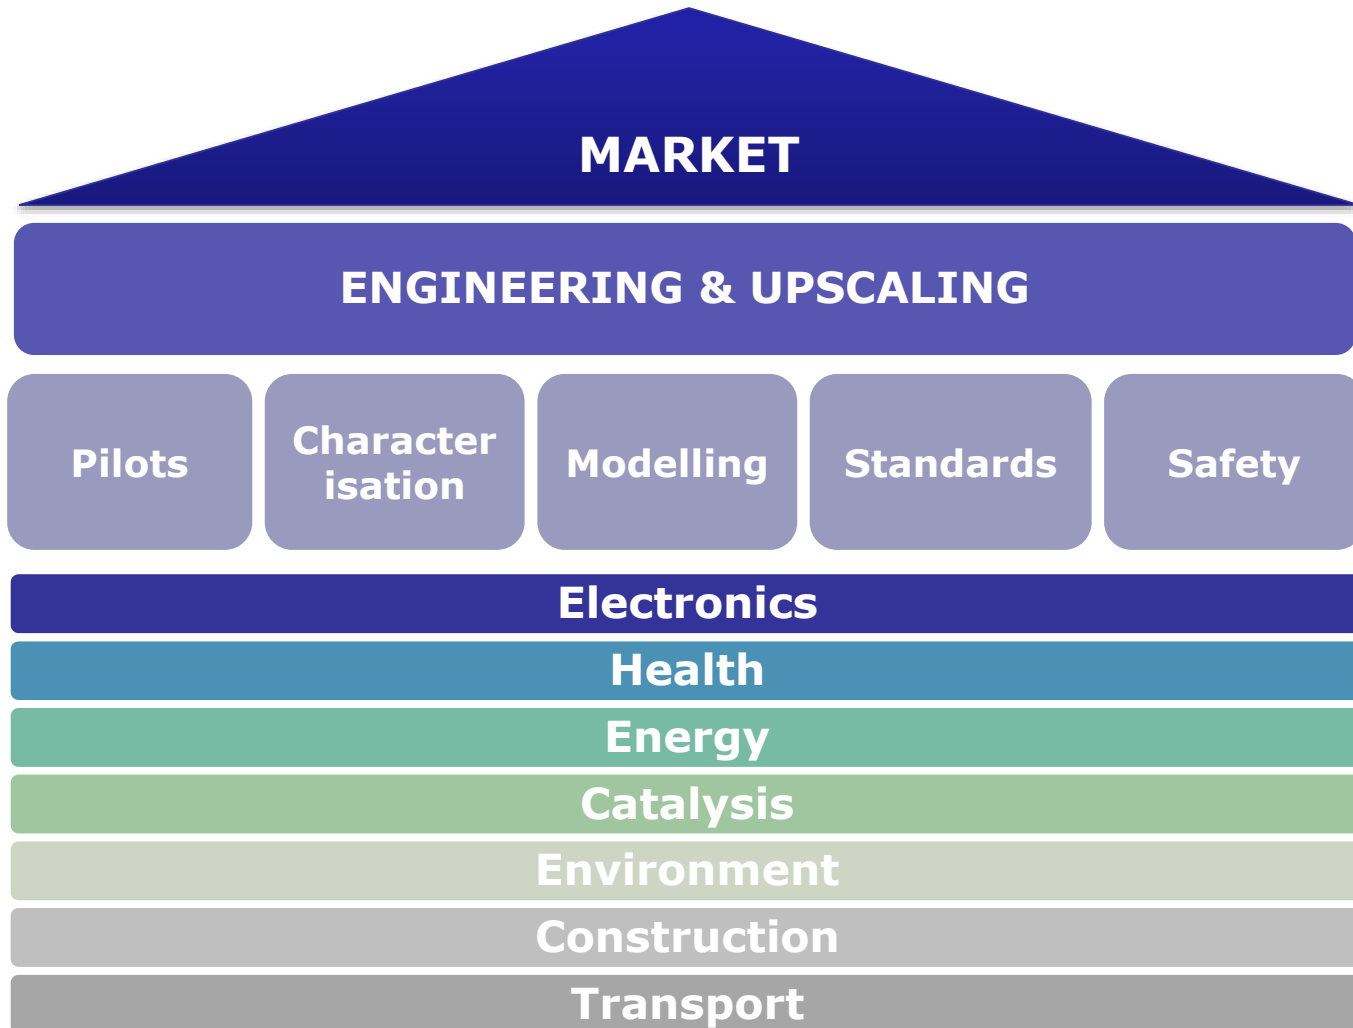 MARKET
ENGINEERING & UPSCALING
Pilots
Character
isation
Modelling
Standards
Safety
Electronics
Health
Energy
Catalysis
Environment
Construction
Transport